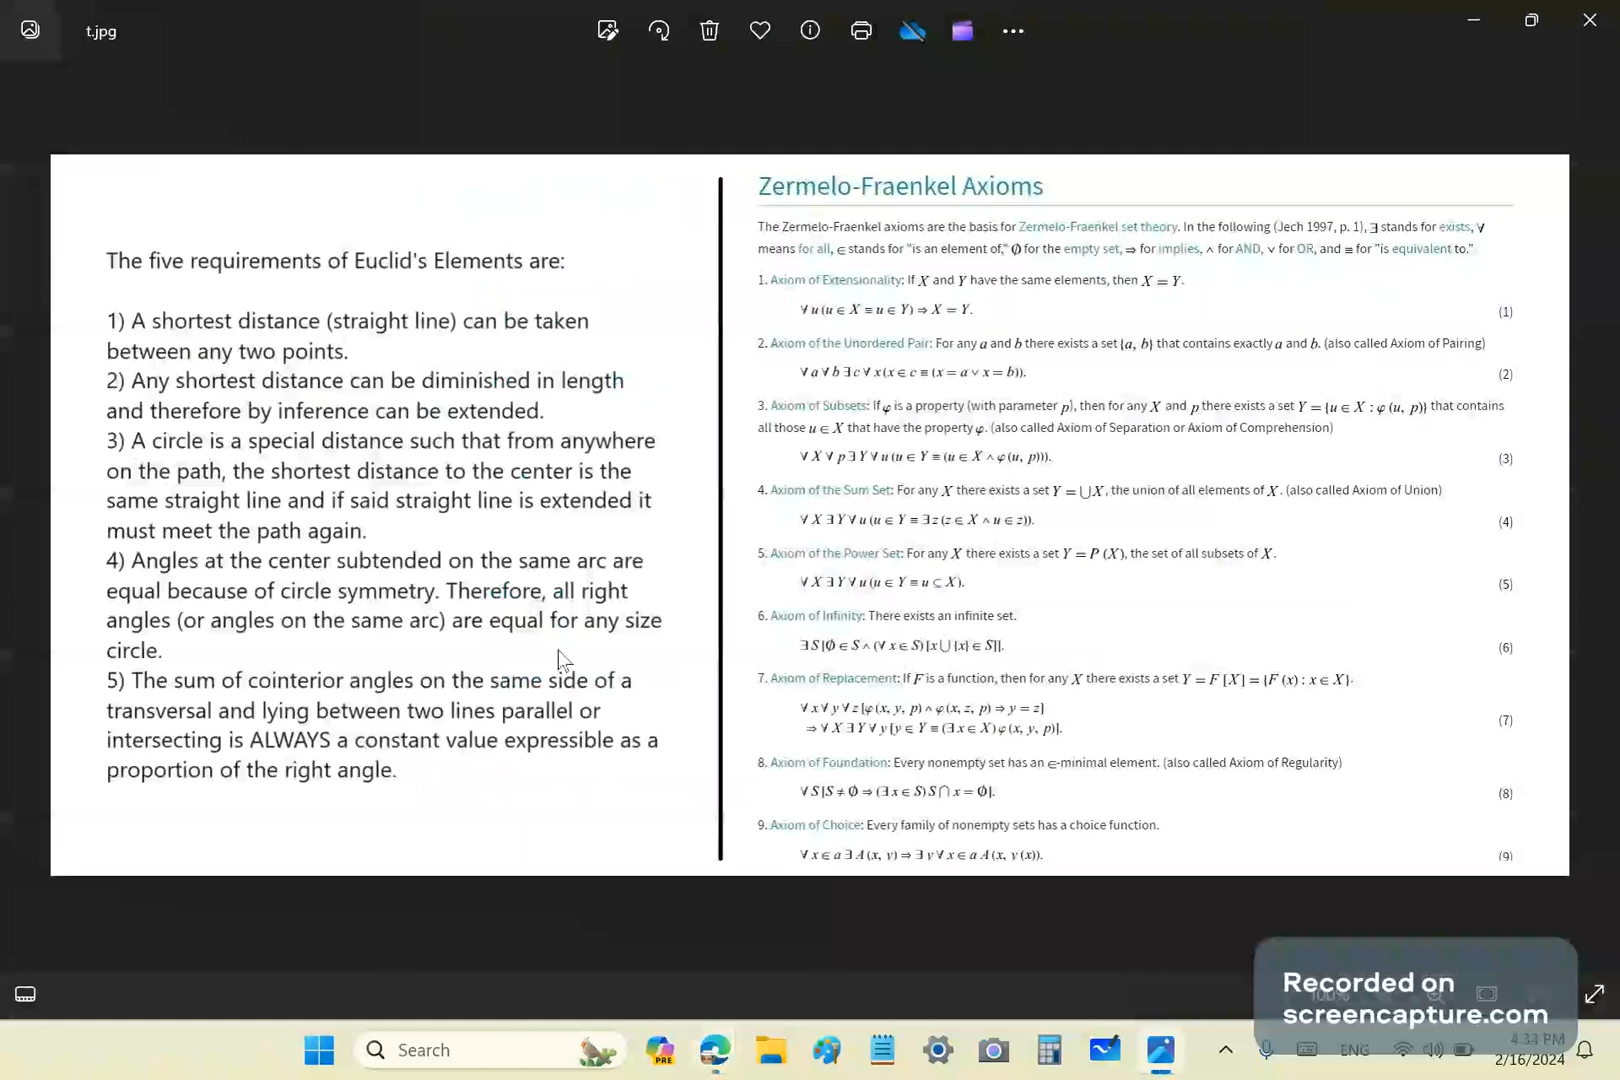 t.jpg
The five requirements of Euclid's Elements are:
1) A shortest distance (straight line) can be taken
between any two points.
2) Any shortest distance can be diminished in length
and therefore by inference can be extended.
3) A circle is a special distance such that from anywhere
on the path, the shortest distance to the center is the
same straight line and if said straight line is extended it
must meet the path again.
4) Angles at the center subtended on the same arc are
equal because of circle symmetry. Therefore, all right
angles (or angles on the same arc) are equal for any size
circle.
5) The sum of cointerior angles on the same side of a
transversal and lying between two lines parallel or
intersecting is ALWAYS a constant value expressible as a
proportion of the right angle.
Zermelo-Fraenkel Axioms
The Zermelo-Fraenkel axioms are the basis for Zermelo-Fraenkel set theory. In the following (Jech 1997, p. 1), ∃ stands for exists, ∀
means for all, ∈ stands for "is an element of," ∅ for the empty set, ⇒ for implies, ∧ for AND, ∨ for OR, and ≡ for "is equivalent to."
1. Axiom of Extensionality: If X and Y have the same elements, then X = Y.
∀ u (u ∈ X ≡ u ∈ Y) ⇒ X = Y. (1)
2. Axiom of the Unordered Pair: For any a and b there exists a set {a, b} that contains exactly a and b. (also called Axiom of Pairing)
∀ a ∀ b ∃ c ∀ x (x ∈ c ≡ (x = a ∨ x = b)). (2)
3. Axiom of Subsets: If φ is a property (with parameter p), then for any X and p there exists a set Y = {u ∈ X : φ (u, p)} that contains
all those u ∈ X that have the property φ. (also called Axiom of Separation or Axiom of Comprehension)
∀ X ∀ p ∃ Y ∀ u (u ∈ Y ≡ (u ∈ X ∧ φ (u, p))). (3)
4. Axiom of the Sum Set: For any X there exists a set Y = ⋃ X, the union of all elements of X. (also called Axiom of Union)
∀ X ∃ Y ∀ u (u ∈ Y ≡ ∃ z (z ∈ X ∧ u ∈ z)). (4)
5. Axiom of the Power Set: For any X there exists a set Y = P (X), the set of all subsets of X.
∀ X ∃ Y ∀ u (u ∈ Y ≡ u ⊆ X). (5)
6. Axiom of Infinity: There exists an infinite set.
∃ S [∅ ∈ S ∧ (∀ x ∈ S) [x ⋃ {x} ∈ S]]. (6)
7. Axiom of Replacement: If F is a function, then for any X there exists a set Y = F [X] = {F (x) : x ∈ X}.
∀ x ∀ y ∀ z [φ (x, y, p) ∧ φ (x, z, p) ⇒ y = z]
⇒ ∀ X ∃ Y ∀ y [y ∈ Y ≡ (∃ x ∈ X) φ (x, y, p)]. (7)
8. Axiom of Foundation: Every nonempty set has an ∈-minimal element. (also called Axiom of Regularity)
∀ S [S ≠ ∅ ⇒ (∃ x ∈ S) S ⋂ x = ∅]. (8)
9. Axiom of Choice: Every family of nonempty sets has a choice function.
∀ x ∈ a ∃ A (x, y) ⇒ ∃ y ∀ x ∈ a A (x, y (x)). (9)
Recorded on
screencapture.com
100%
Search
PRE
ENG
4:33 PM
2/16/2024